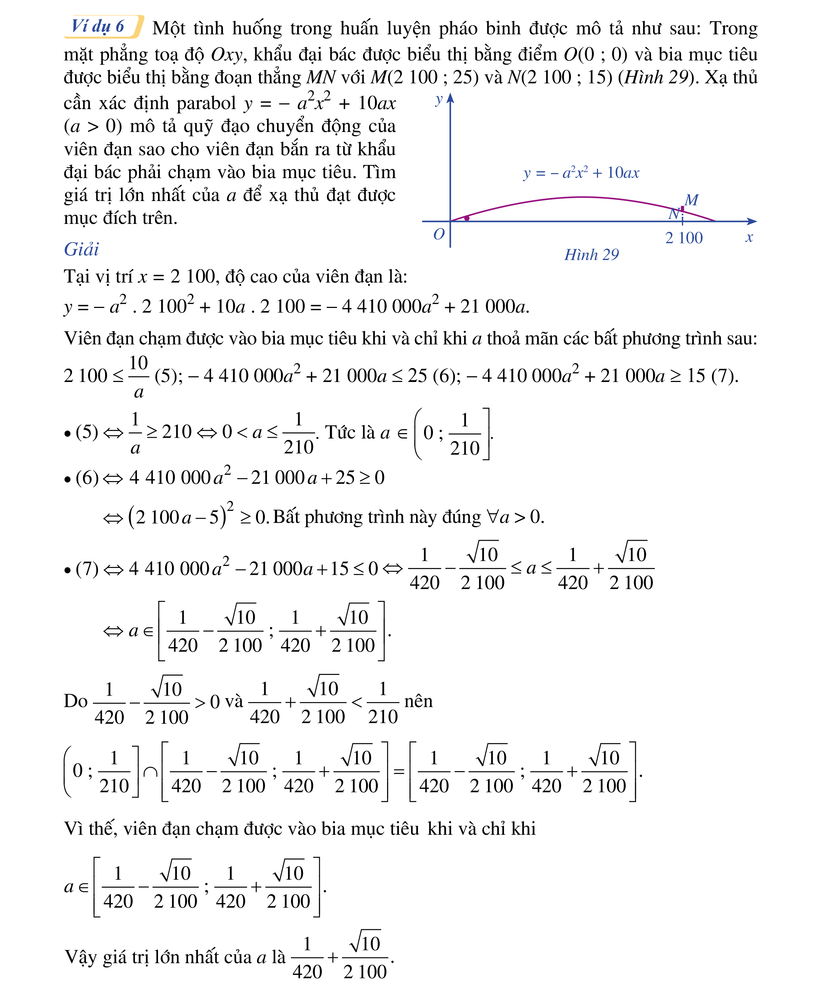 Ví dụ 6 Một tình huống trong huấn luyện pháo binh được mô tả như sau: Trong
mặt phẳng toạ độ Oxy, khẩu đại bác được biểu thị bằng điểm O(0 ; 0) và bia mục tiêu
được biểu thị bằng đoạn thẳng MN với M(2 100 ; 25) và N(2 100 ; 15) (Hình 29). Xạ thủ
cần xác định parabol y = – a²x² + 10ax
(a > 0) mô tả quỹ đạo chuyển động của
viên đạn sao cho viên đạn bắn ra từ khẩu
đại bác phải chạm vào bia mục tiêu. Tìm
giá trị lớn nhất của a để xạ thủ đạt được
mục đích trên.
y
y = – a²x² + 10ax
M
N
O
2 100
x
Hình 29
Giải
Tại vị trí x = 2 100, độ cao của viên đạn là:
y = – a² . 2 100² + 10a . 2 100 = – 4 410 000a² + 21 000a.
Viên đạn chạm được vào bia mục tiêu khi và chỉ khi a thoả mãn các bất phương trình sau:
2 100 ≤ 10/a (5); – 4 410 000a² + 21 000a ≤ 25 (6); – 4 410 000a² + 21 000a ≥ 15 (7).
• (5) ⇔ 1/a ≥ 210 ⇔ 0 < a ≤ 1/210. Tức là a ∈ (0 ; 1/210].
• (6) ⇔ 4 410 000a² – 21 000a + 25 ≥ 0
⇔ (2 100a – 5)² ≥ 0. Bất phương trình này đúng ∀a > 0.
• (7) ⇔ 4 410 000a² – 21 000a + 15 ≤ 0 ⇔ 1/420 – √10/2 100 ≤ a ≤ 1/420 + √10/2 100
⇔ a ∈ [1/420 – √10/2 100 ; 1/420 + √10/2 100].
Do 1/420 – √10/2 100 > 0 và 1/420 + √10/2 100 < 1/210 nên
(0 ; 1/210] ∩ [1/420 – √10/2 100 ; 1/420 + √10/2 100] = [1/420 – √10/2 100 ; 1/420 + √10/2 100].
Vì thế, viên đạn chạm được vào bia mục tiêu khi và chỉ khi
a ∈ [1/420 – √10/2 100 ; 1/420 + √10/2 100].
Vậy giá trị lớn nhất của a là 1/420 + √10/2 100.